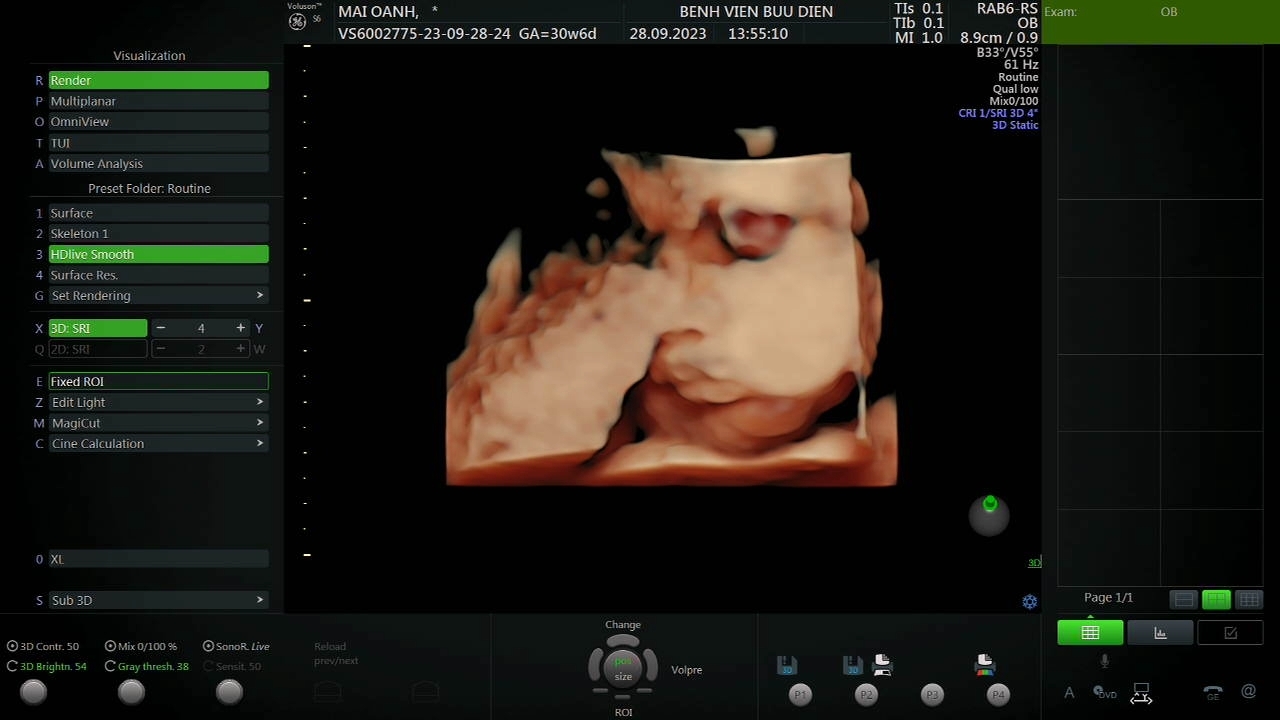 Voluson™
S6
MAI OANH, *
BENH VIEN BUU DIEN
TIs 0.1
RAB6-RS
Exam: OB
TIb 0.1
OB
VS6002775-23-09-28-24 GA=30w6d
28.09.2023
13:55:10
MI 1.0
8.9cm / 0.9
B33°/V55°
61 Hz
Routine
Qual low
Mix0/100
CRI 1/SRI 3D 4*
3D Static
Visualization
R Render
P Multiplanar
O OmniView
T TUI
A Volume Analysis
Preset Folder: Routine
1 Surface
2 Skeleton 1
3 HDlive Smooth
4 Surface Res.
G Set Rendering >
X 3D: SRI − 4 + Y
Q 2D: SRI − 2 + W
E Fixed ROI
Z Edit Light >
M MagiCut >
C Cine Calculation >
0 XL
S Sub 3D >
3D
Page 1/1
3D Contr. 50
Mix 0/100 %
SonoR. Live
Reload
prev/next
3D Brightn. 54
Gray thresh. 38
Sensit. 50
Change
pos
size
Volpre
ROI
3D
3D
P1
P2
P3
P4
A
DVD
GE
@